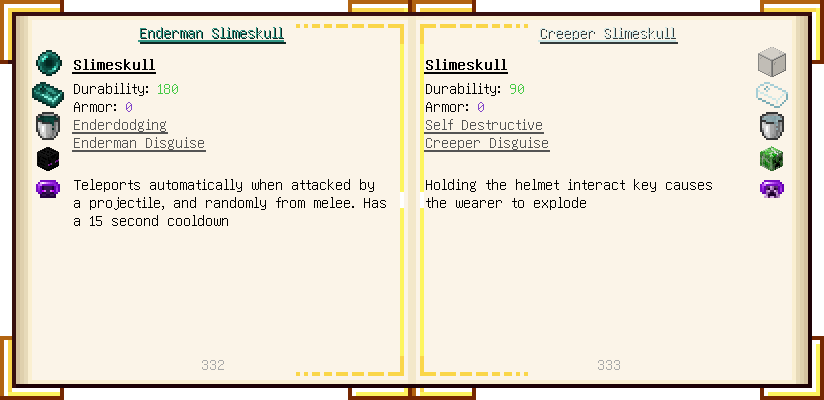 Enderman Slimeskull
Slimeskull
Durability: 180
Armor: 0
Enderdodging
Enderman Disguise
Teleports automatically when attacked by
a projectile, and randomly from melee. Has
a 15 second cooldown
332
Creeper Slimeskull
Slimeskull
Durability: 90
Armor: 0
Self Destructive
Creeper Disguise
Holding the helmet interact key causes
the wearer to explode
333